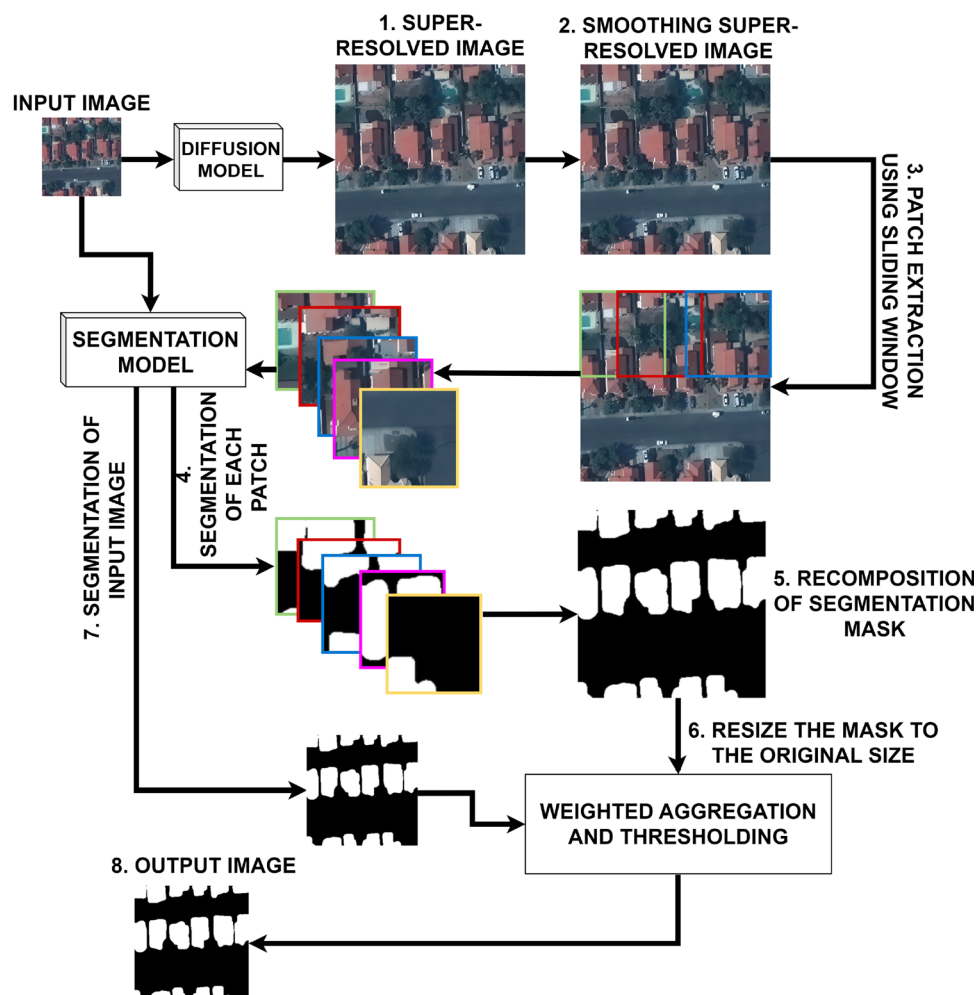 1. SUPER-
RESOLVED IMAGE
2. SMOOTHING SUPER-
RESOLVED IMAGE
INPUT IMAGE
DIFFUSION
MODEL
3. PATCH EXTRACTION
USING SLIDING WINDOW
SEGMENTATION
MODEL
4.
SEGMENTATION
OF EACH
PATCH
7. SEGMENTATION OF
INPUT IMAGE
5. RECOMPOSITION
OF SEGMENTATION
MASK
6. RESIZE THE MASK TO
THE ORIGINAL SIZE
WEIGHTED AGGREGATION
AND THRESHOLDING
8. OUTPUT IMAGE